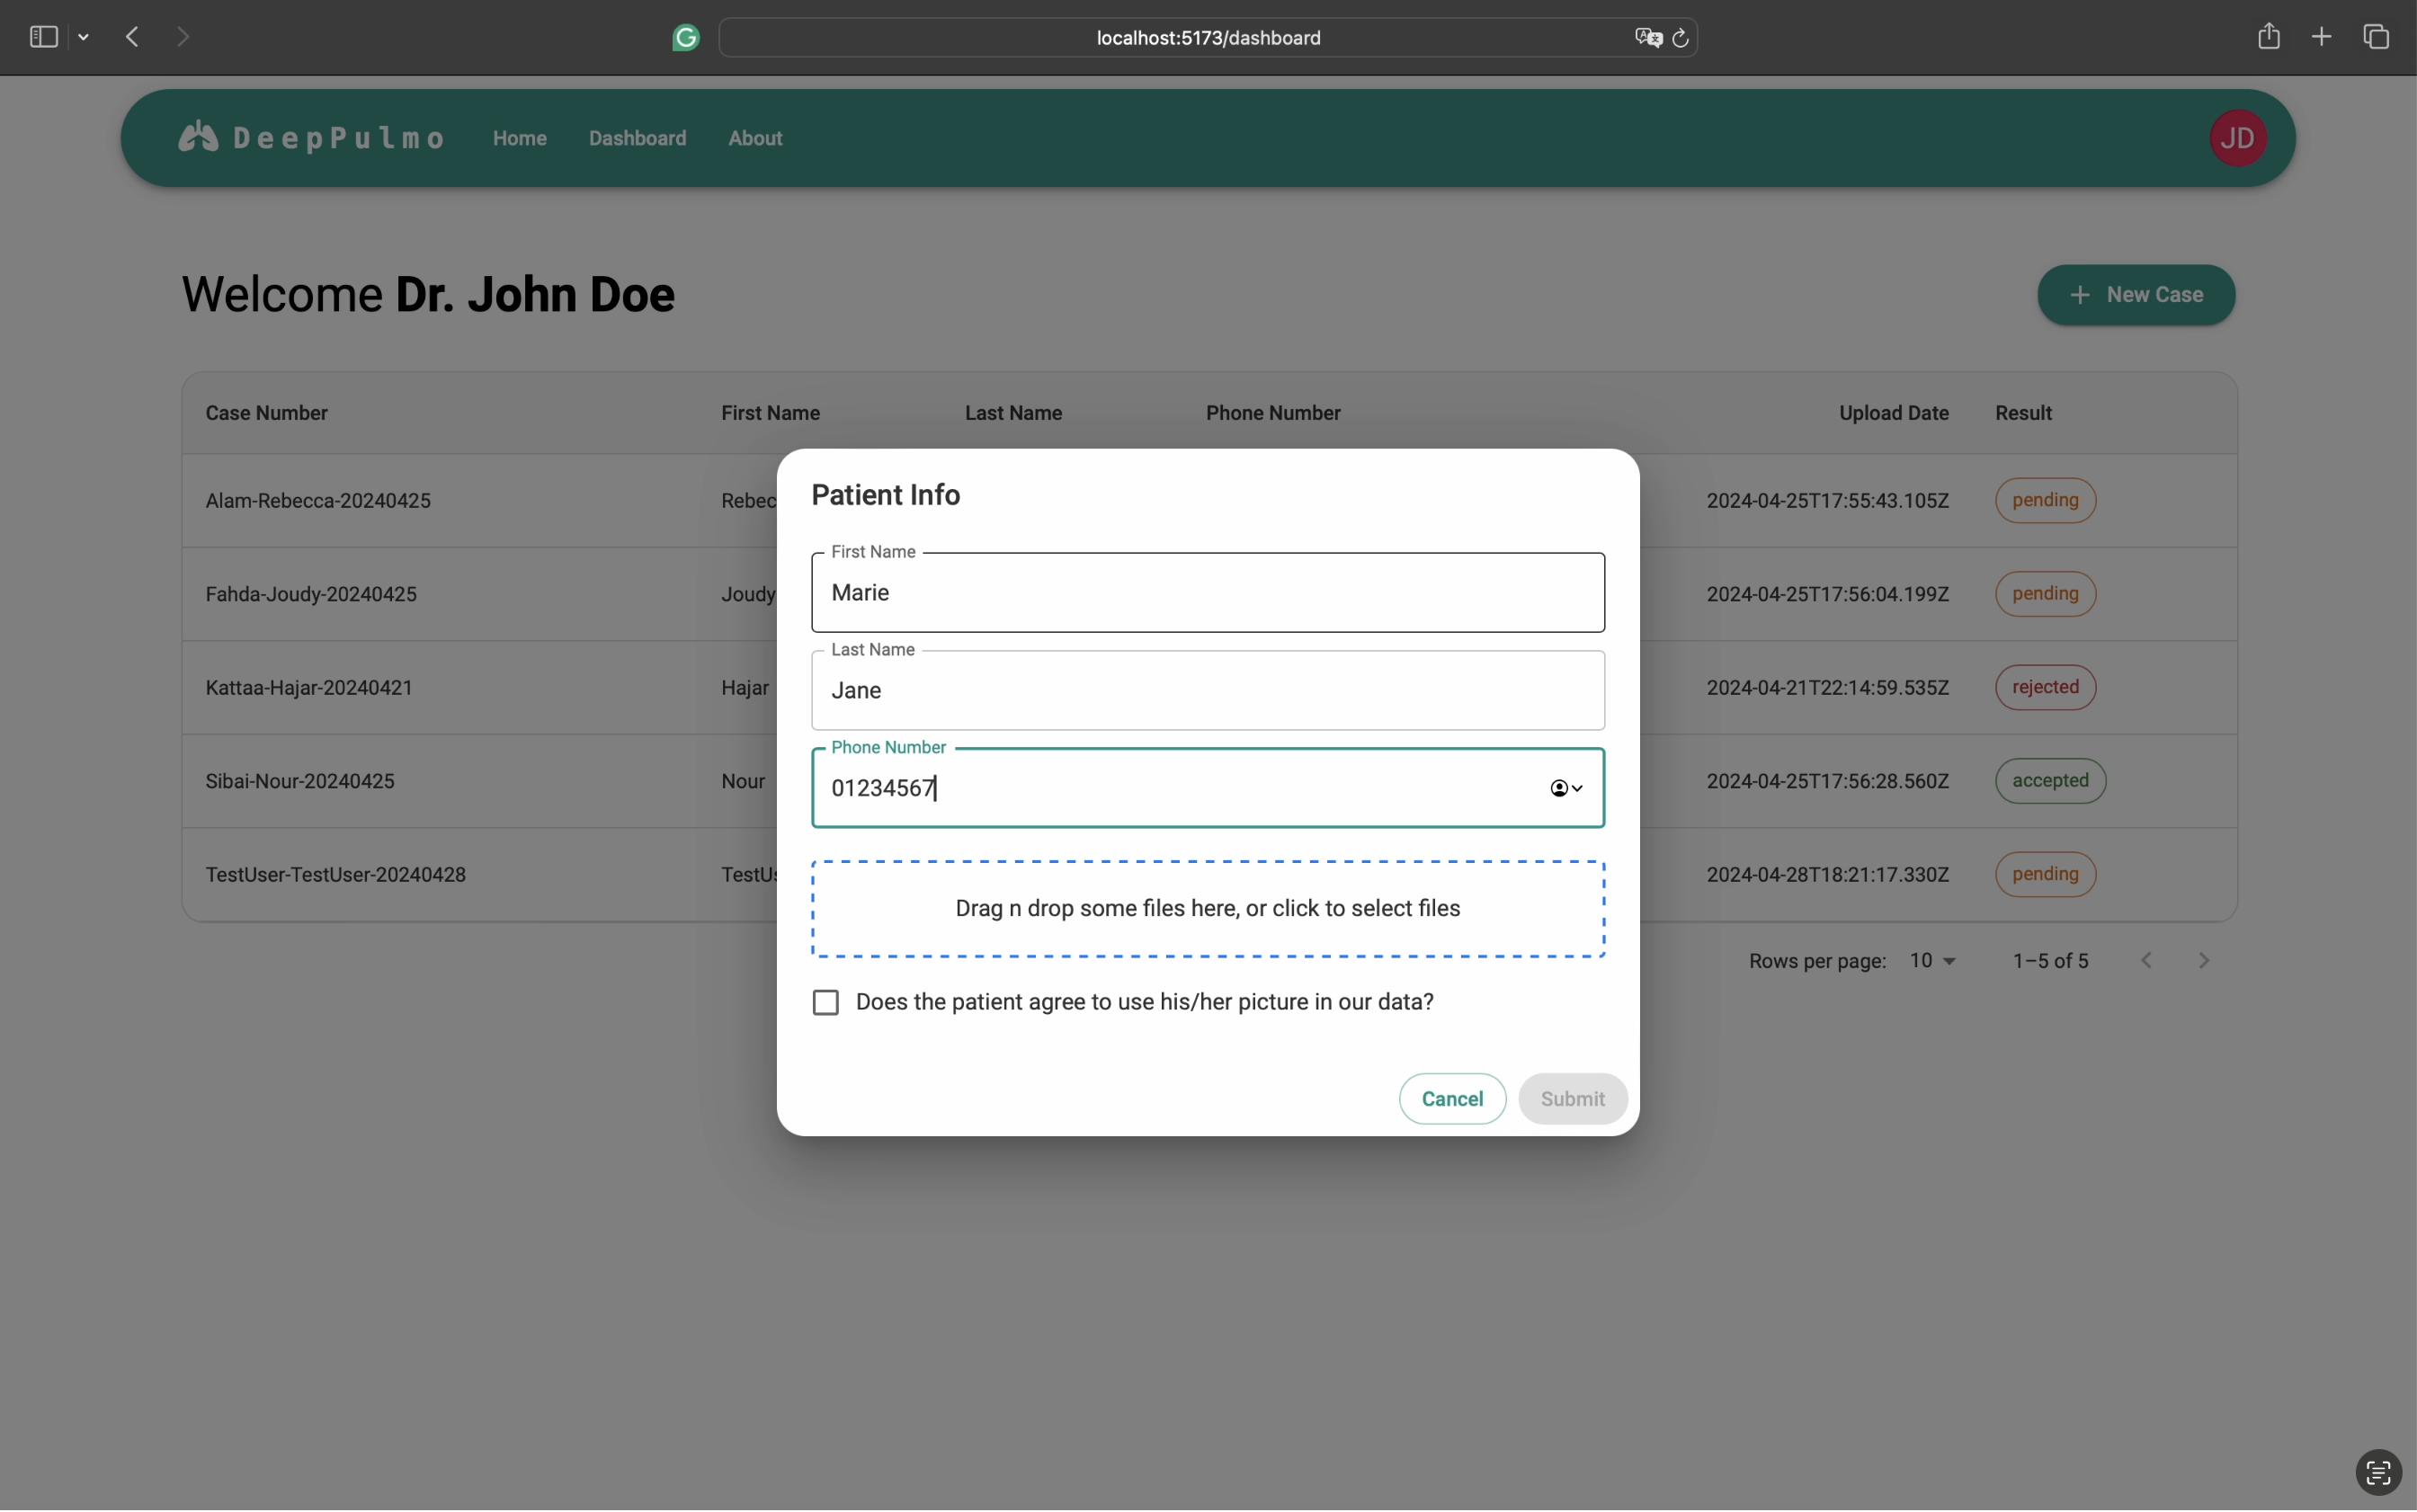 localhost:5173/dashboard
DeepPulmo Home Dashboard About JD
Welcome Dr. John Doe
+ New Case
Case Number First Name Last Name Phone Number Upload Date Result
Alam-Rebecca-20240425 Rebec 2024-04-25T17:55:43.105Z pending
Fahda-Joudy-20240425 Joudy 2024-04-25T17:56:04.199Z pending
Kattaa-Hajar-20240421 Hajar 2024-04-21T22:14:59.535Z rejected
Sibai-Nour-20240425 Nour 2024-04-25T17:56:28.560Z accepted
TestUser-TestUser-20240428 TestUs 2024-04-28T18:21:17.330Z pending
Rows per page: 10 1–5 of 5
Patient Info
First Name
Marie
Last Name
Jane
Phone Number
01234567
Drag n drop some files here, or click to select files
Does the patient agree to use his/her picture in our data?
Cancel Submit